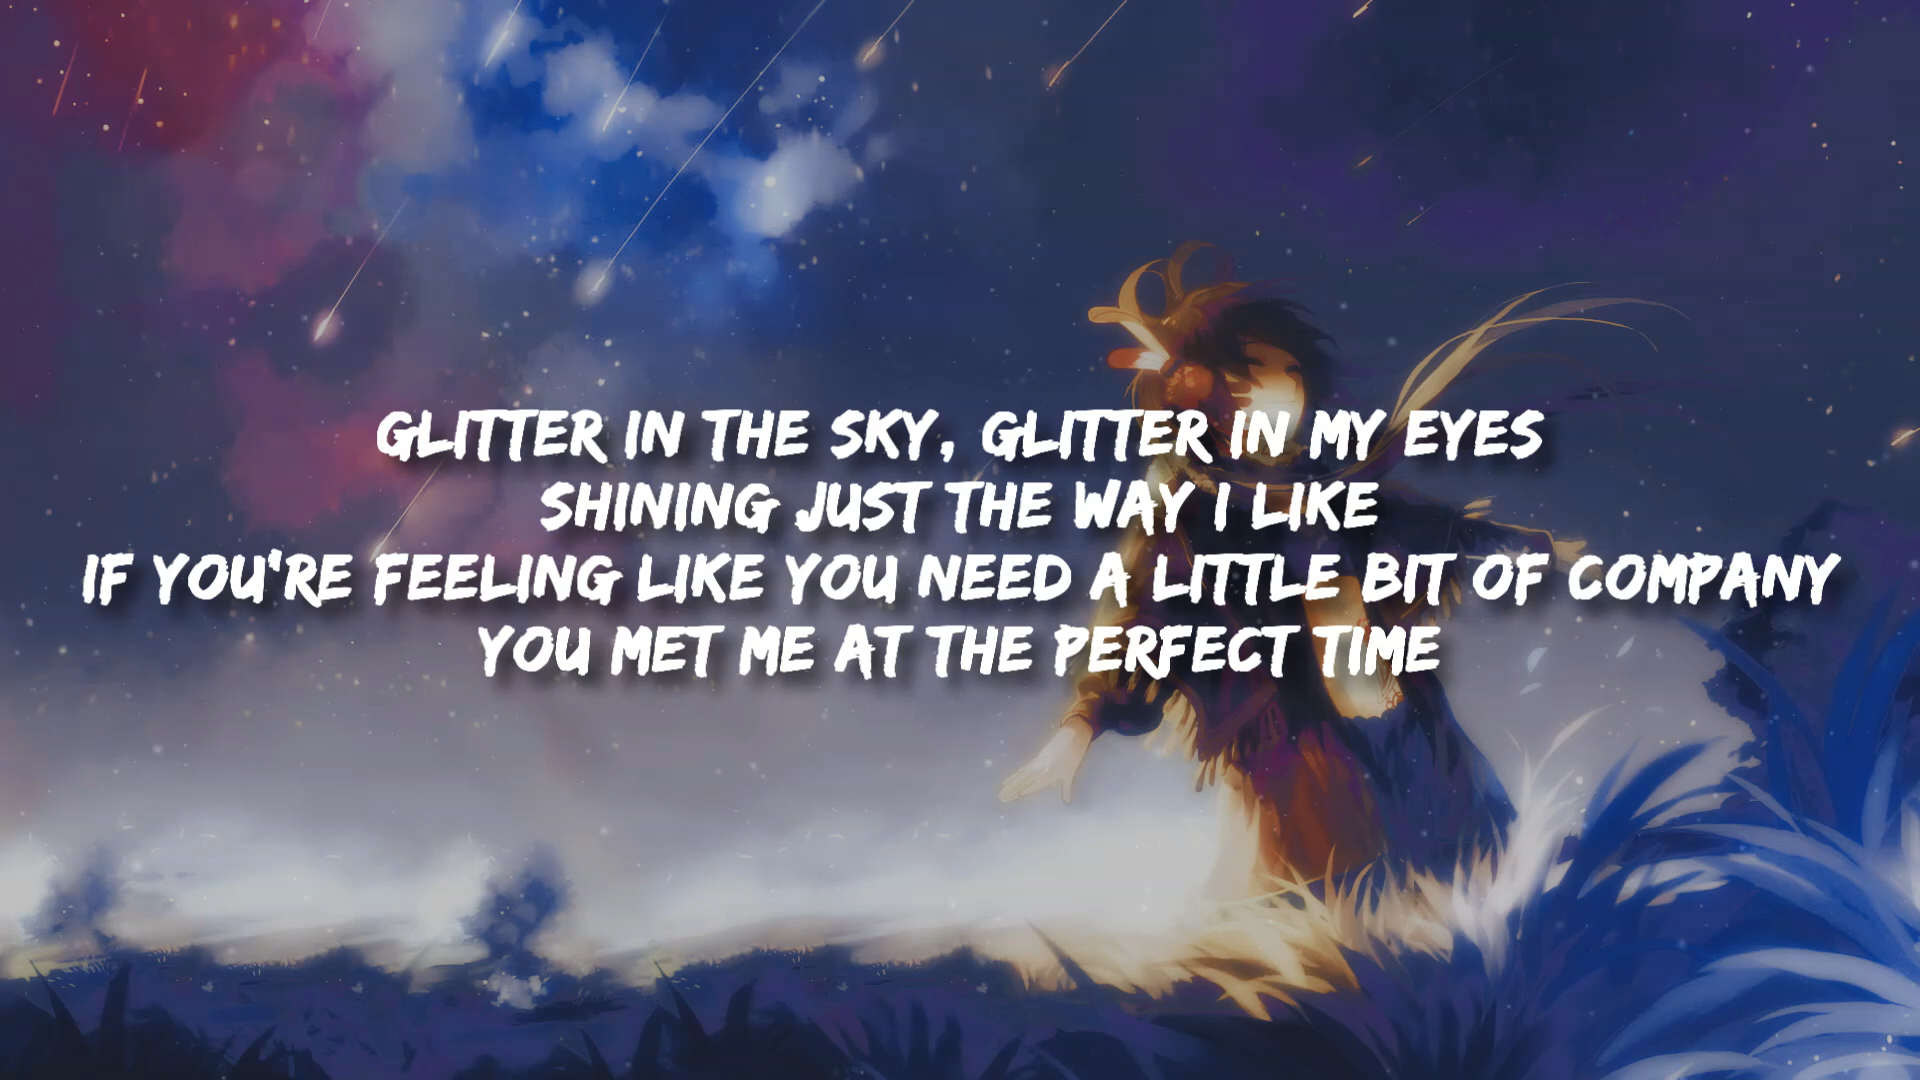 GLITTER IN THE SKY, GLITTER IN MY EYES
SHINING JUST THE WAY I LIKE
IF YOU'RE FEELING LIKE YOU NEED A LITTLE BIT OF COMPANY
YOU MET ME AT THE PERFECT TIME